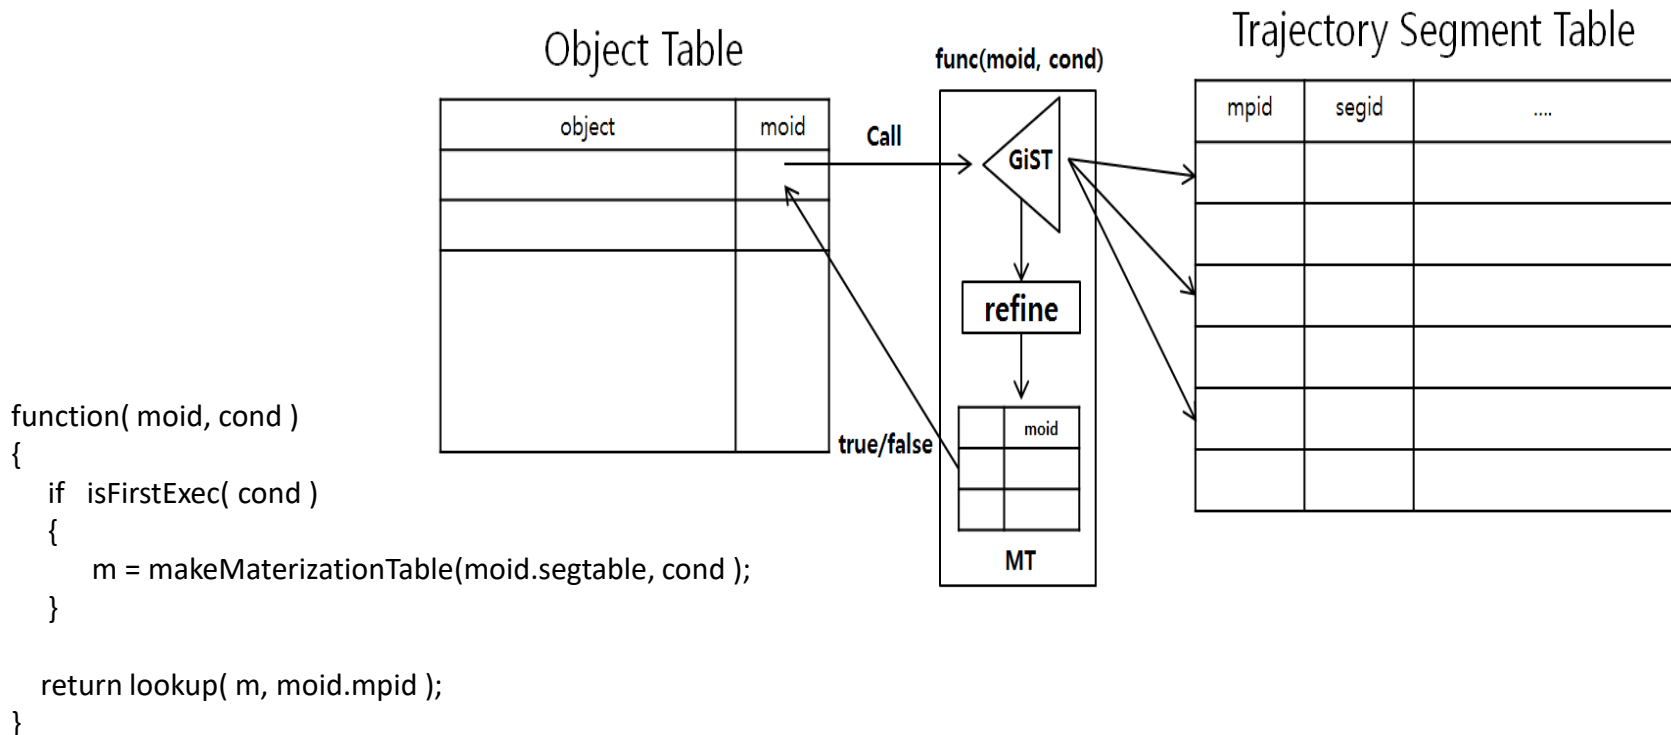 Object Table
func(moid, cond)
Trajectory Segment Table
object moid
Call
GiST
mpid segid ....
refine
moid
true/false
MT
function( moid, cond )
{
if isFirstExec( cond )
{
m = makeMaterizationTable(moid.segtable, cond );
}
return lookup( m, moid.mpid );
}